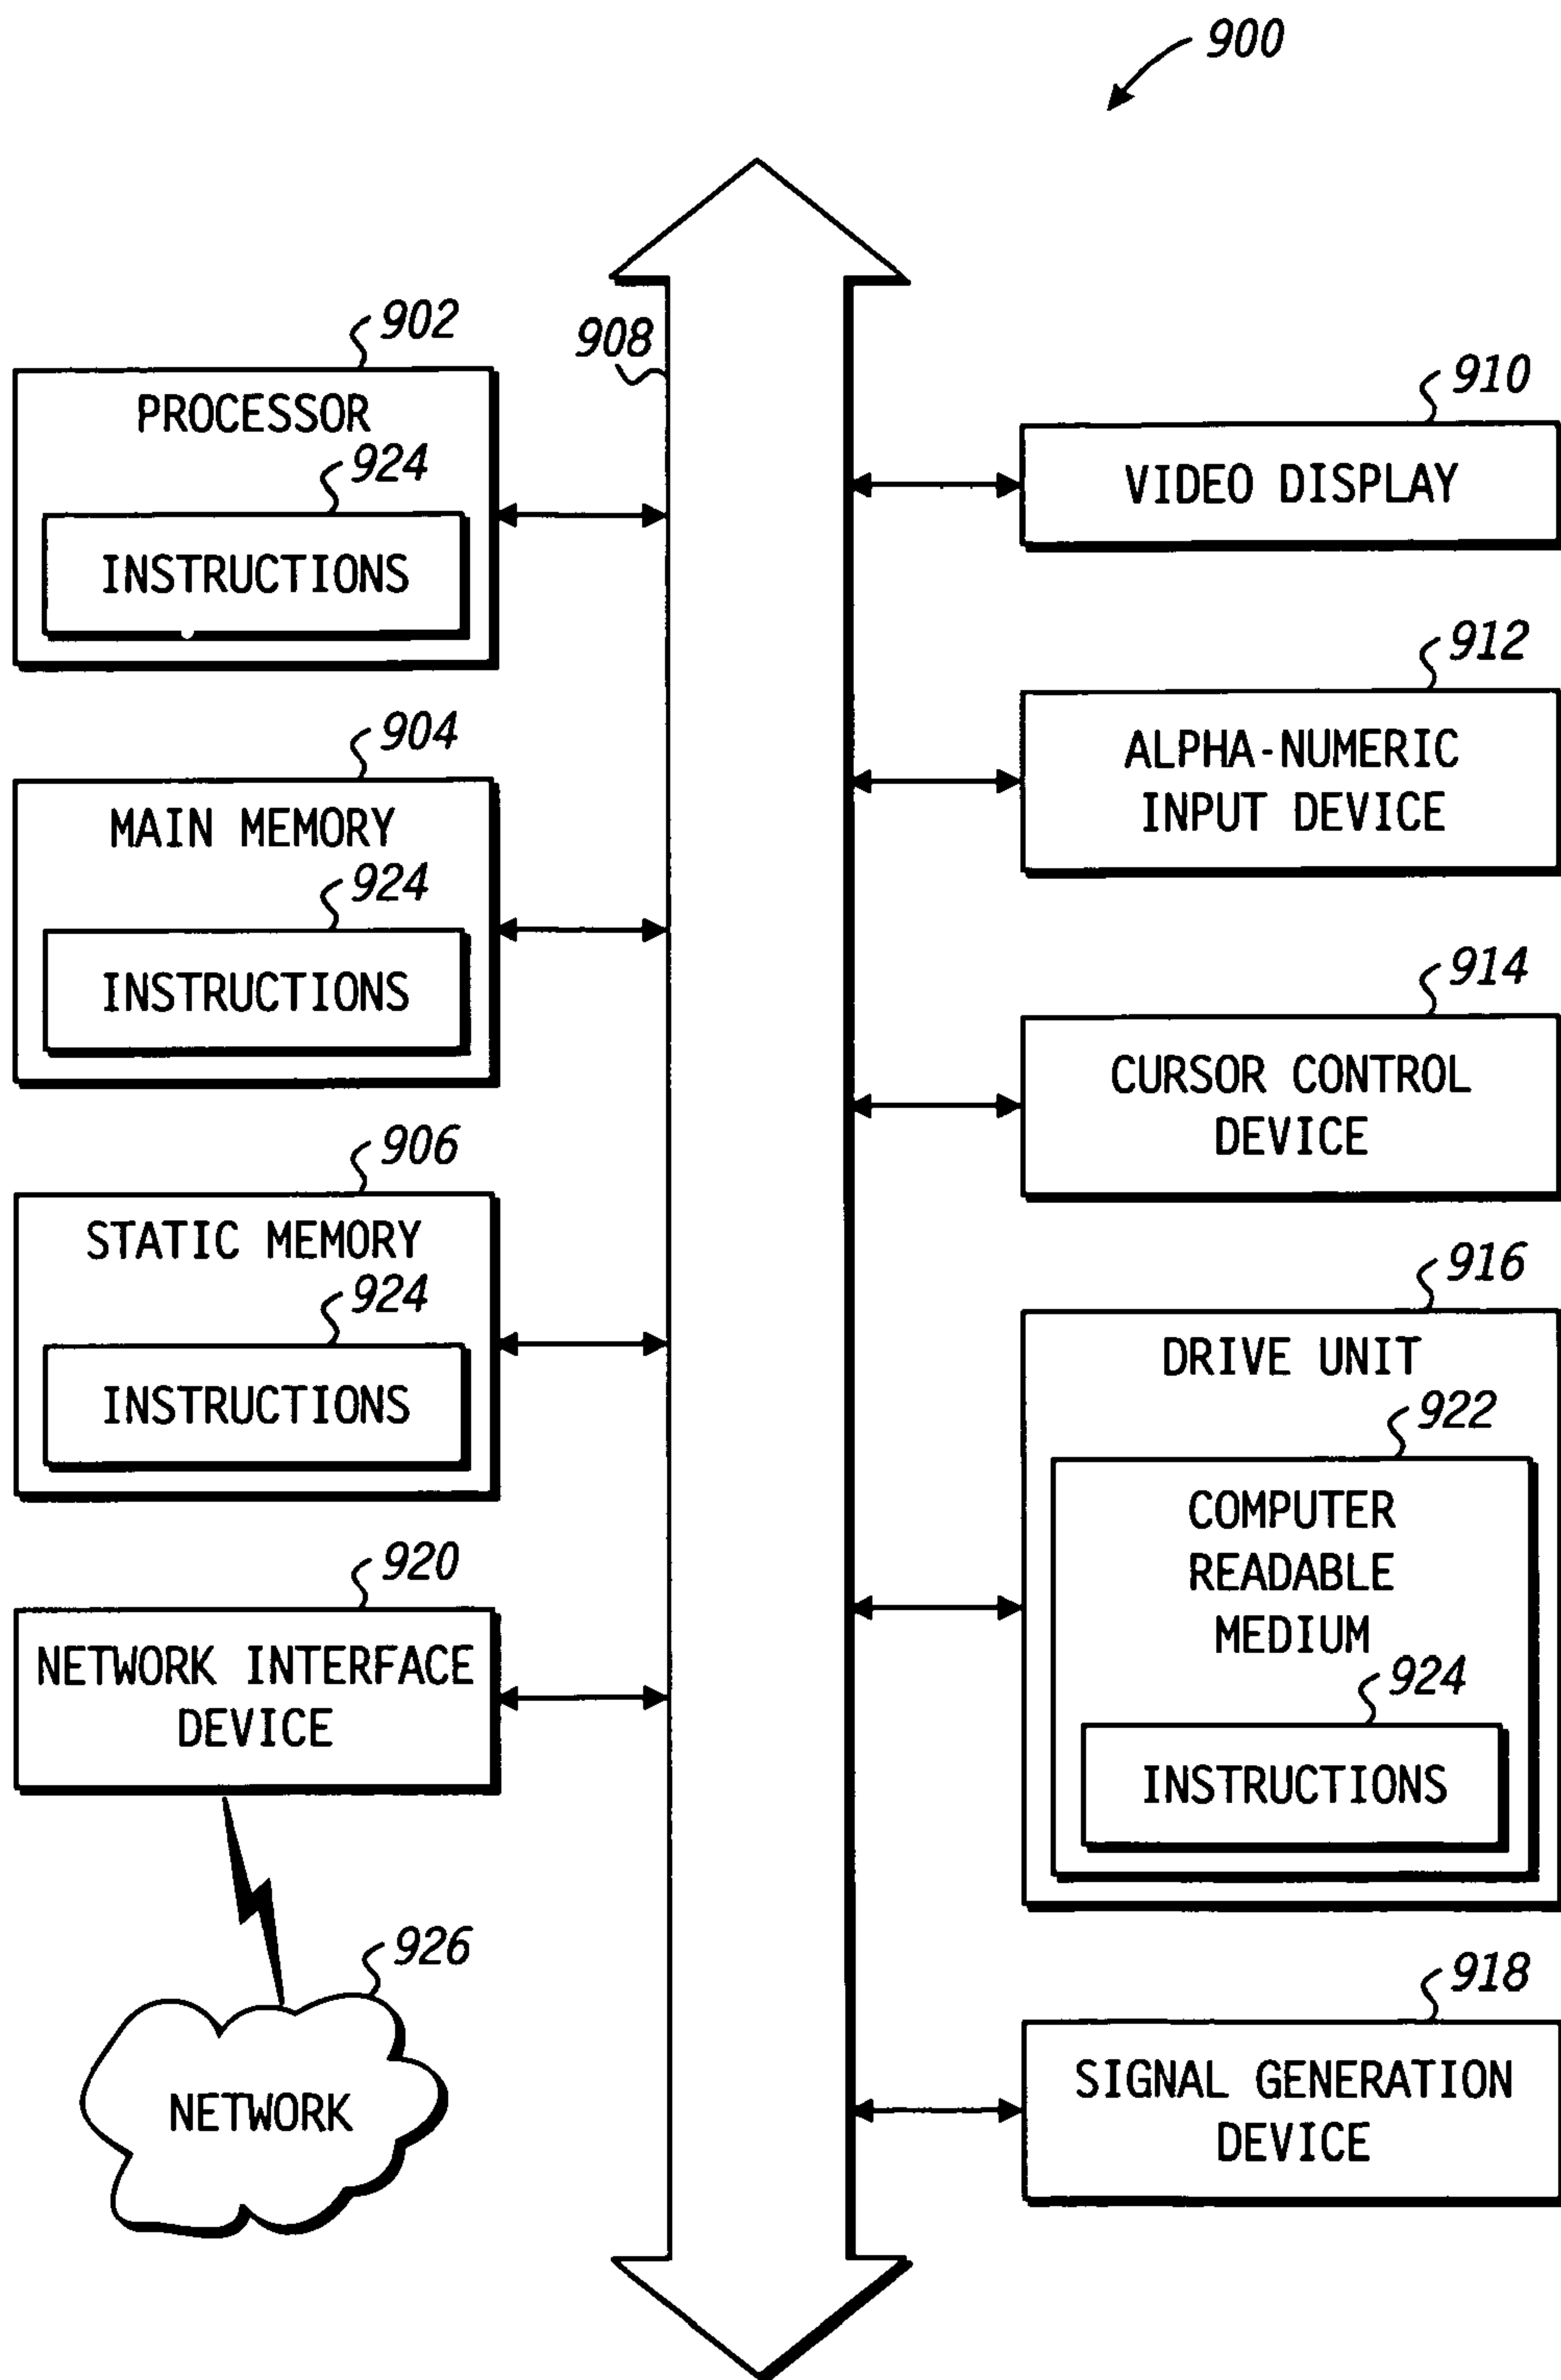 900
908
902
PROCESSOR
924
INSTRUCTIONS
904
MAIN MEMORY
924
INSTRUCTIONS
906
STATIC MEMORY
924
INSTRUCTIONS
920
NETWORK INTERFACE
DEVICE
926
NETWORK
910
VIDEO DISPLAY
912
ALPHA-NUMERIC
INPUT DEVICE
914
CURSOR CONTROL
DEVICE
916
DRIVE UNIT
922
COMPUTER
READABLE
MEDIUM
924
INSTRUCTIONS
918
SIGNAL GENERATION
DEVICE